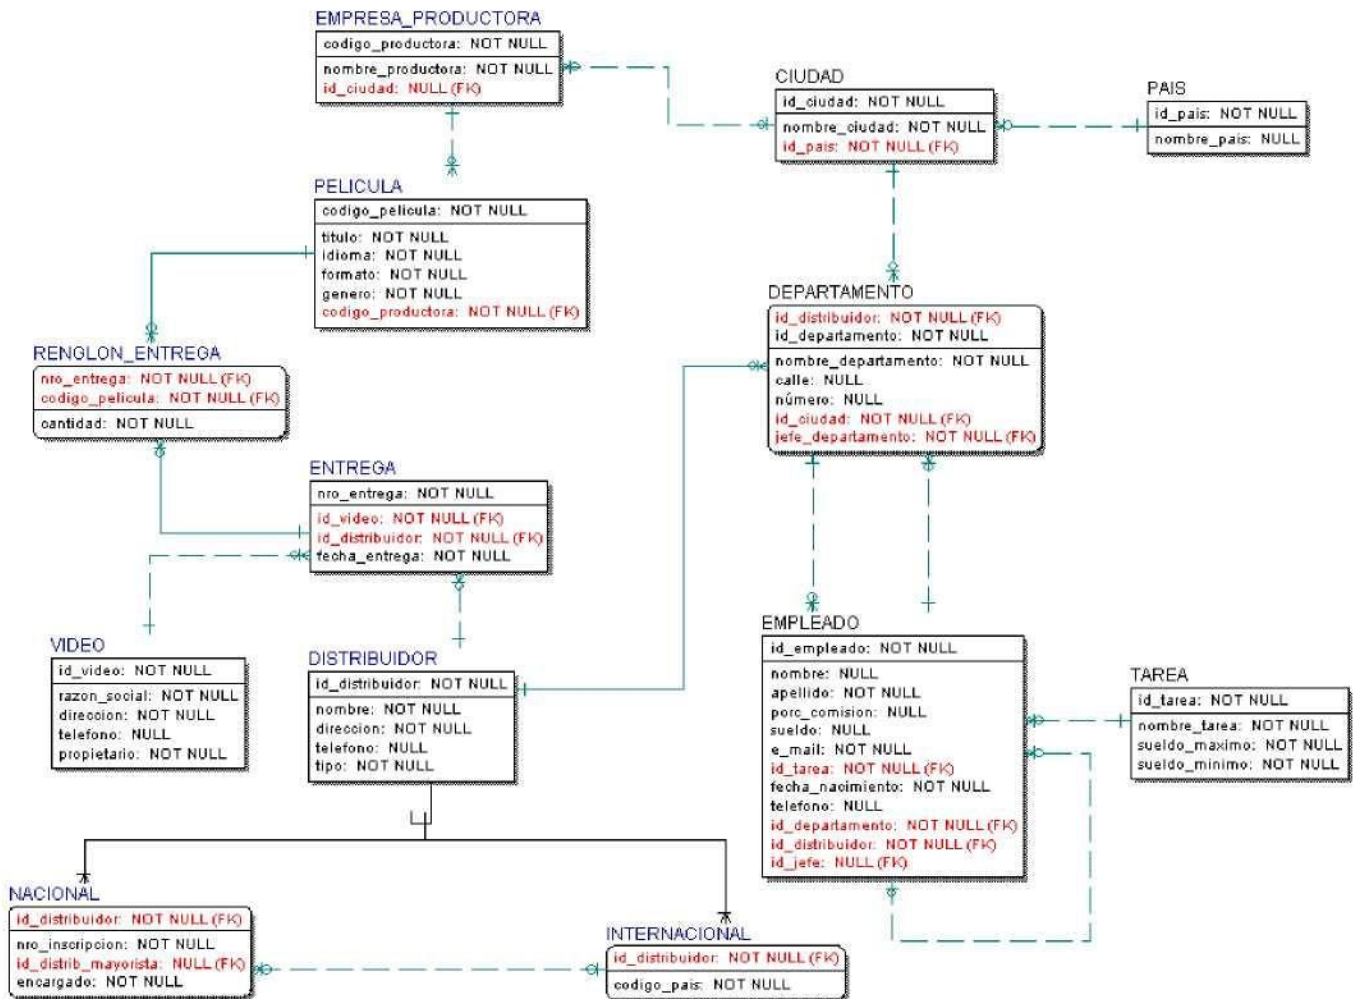 EMPRESA_PRODUCTORA
codigo_productora: NOT NULL
nombre_productora: NOT NULL
id_ciudad: NULL (FK)
CIUDAD
id_ciudad: NOT NULL
nombre_ciudad: NOT NULL
id_pais: NOT NULL (FK)
PAIS
id_pais: NOT NULL
nombre_pais: NULL
PELICULA
codigo_pelicula: NOT NULL
titulo: NOT NULL
idioma: NOT NULL
formato: NOT NULL
genero: NOT NULL
codigo_productora: NOT NULL (FK)
DEPARTAMENTO
id_distribuidor: NOT NULL (FK)
id_departamento: NOT NULL
nombre_departamento: NOT NULL
calle: NULL
número: NULL
id_ciudad: NOT NULL (FK)
jefe_departamento: NOT NULL (FK)
RENGLON_ENTREGA
nro_entrega: NOT NULL (FK)
codigo_pelicula: NOT NULL (FK)
cantidad: NOT NULL
ENTREGA
nro_entrega: NOT NULL
id_video: NOT NULL (FK)
id_distribuidor: NOT NULL (FK)
fecha_entrega: NOT NULL
VIDEO
id_video: NOT NULL
razon_social: NOT NULL
direccion: NOT NULL
telefono: NULL
propietario: NOT NULL
DISTRIBUIDOR
id_distribuidor: NOT NULL
nombre: NOT NULL
direccion: NOT NULL
telefono: NULL
tipo: NOT NULL
EMPLEADO
id_empleado: NOT NULL
nombre: NULL
apellido: NOT NULL
porc_comision: NULL
sueldo: NULL
e_mail: NOT NULL
id_tarea: NOT NULL (FK)
fecha_nacimiento: NOT NULL
telefono: NULL
id_departamento: NOT NULL (FK)
id_distribuidor: NOT NULL (FK)
id_jefe: NULL (FK)
TAREA
id_tarea: NOT NULL
nombre_tarea: NOT NULL
sueldo_maximo: NOT NULL
sueldo_minimo: NOT NULL
NACIONAL
id_distribuidor: NOT NULL (FK)
nro_inscripcion: NOT NULL
id_distrib_mayorista: NULL (FK)
encargado: NOT NULL
INTERNACIONAL
id_distribuidor: NOT NULL (FK)
codigo_pais: NOT NULL